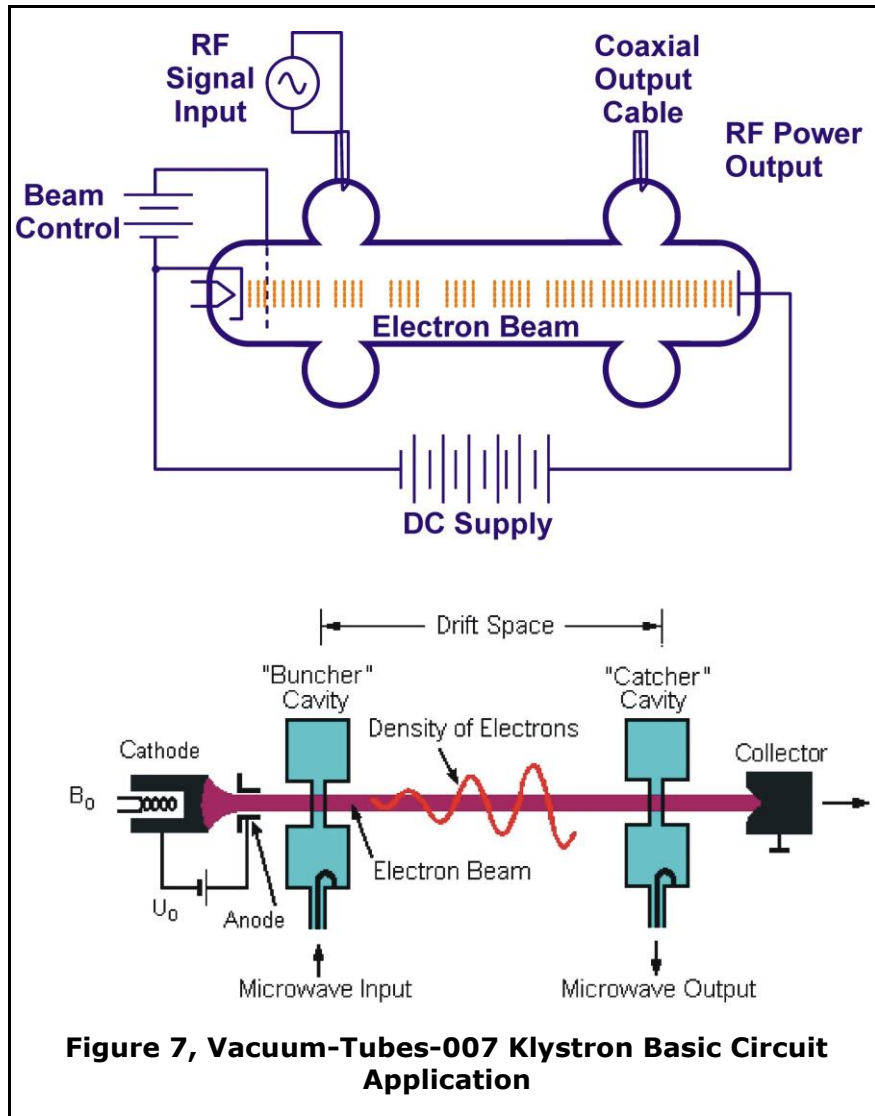 RF
Signal
Input
Coaxial
Output
Cable
RF Power
Output
Beam
Control
Electron Beam
DC Supply
Drift Space
"Buncher"
Cavity
"Catcher"
Cavity
Density of Electrons
Cathode
Collector
B₀
Electron Beam
U₀
Anode
Microwave Input
Microwave Output
Figure 7, Vacuum-Tubes-007 Klystron Basic Circuit
Application